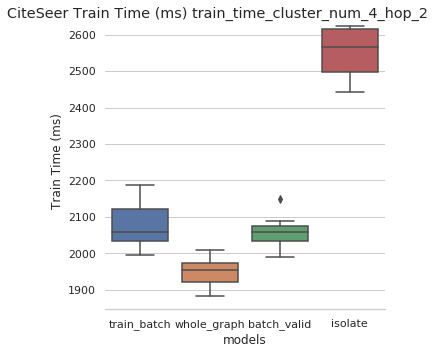 CiteSeer Train Time (ms) train_time_cluster_num_4_hop_2
2600
2500
2400
2300
2200
2100
2000
1900
Train Time (ms)
train_batch whole_graph batch_valid isolate
models